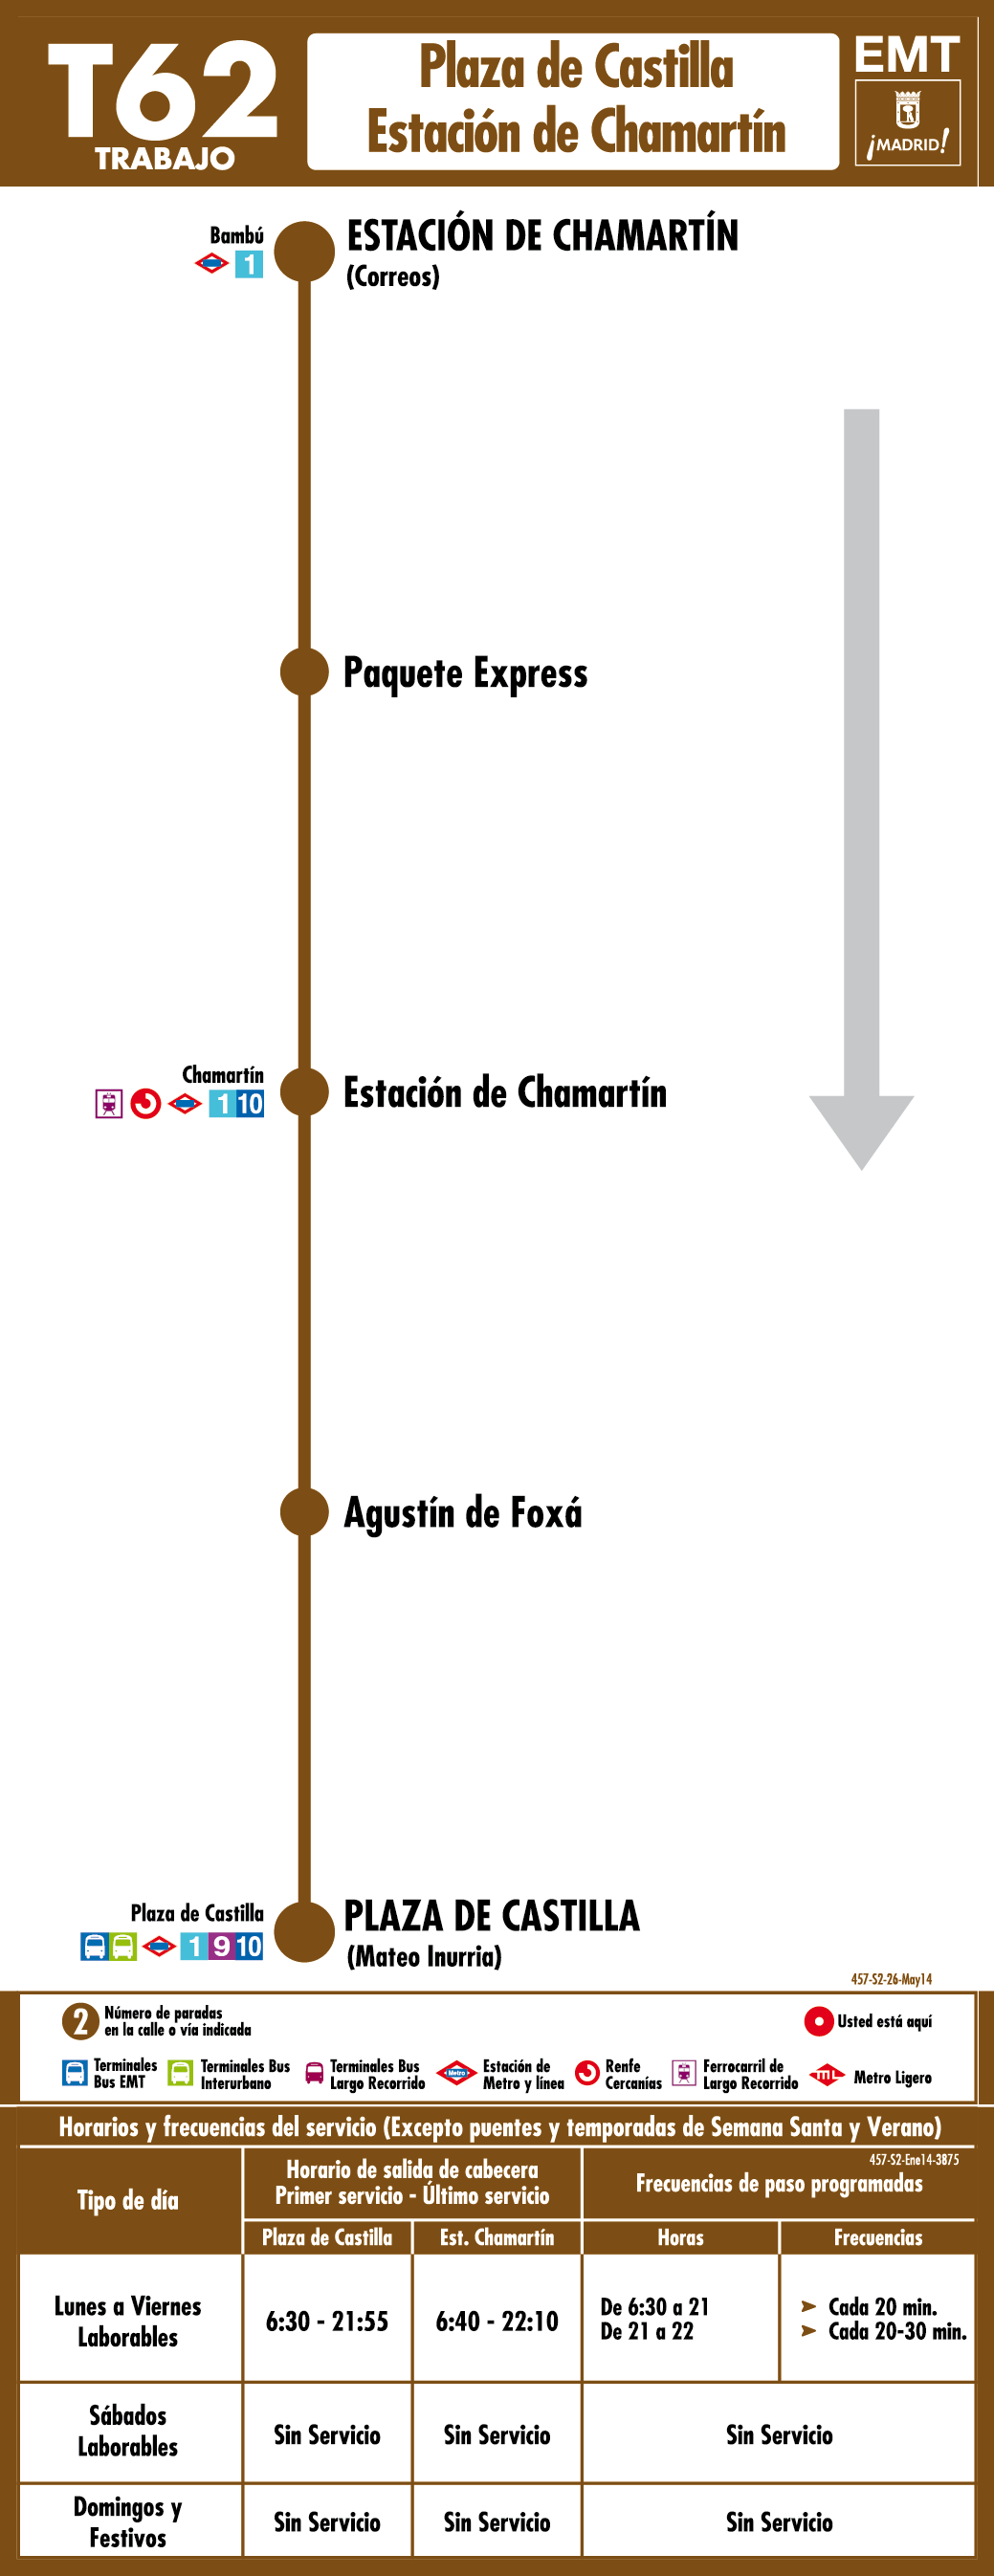 T62
TRABAJO
Plaza de Castilla
Estación de Chamartín
EMT
¡MADRID!
Bambú
1
ESTACIÓN DE CHAMARTÍN
(Correos)
Paquete Express
Chamartín
1 10
Estación de Chamartín
Agustín de Foxá
Plaza de Castilla
1 9 10
PLAZA DE CASTILLA
(Mateo Inurria)
457-S2-26-May14
2
Número de paradas
en la calle o vía indicada
Usted está aquí
Terminales
Bus EMT
Terminales Bus
Interurbano
Terminales Bus
Largo Recorrido
Metro
Estación de
Metro y línea
Renfe
Cercanías
Ferrocarril de
Largo Recorrido
ML
Metro Ligero
Horarios y frecuencias del servicio (Excepto puentes y temporadas de Semana Santa y Verano)
457-S2-Ene14-3875
Tipo de día
Horario de salida de cabecera
Primer servicio - Último servicio
Frecuencias de paso programadas
Plaza de Castilla
Est. Chamartín
Horas
Frecuencias
Lunes a Viernes
Laborables
6:30 - 21:55
6:40 - 22:10
De 6:30 a 21
De 21 a 22
➤ Cada 20 min.
➤ Cada 20-30 min.
Sábados
Laborables
Sin Servicio
Sin Servicio
Sin Servicio
Domingos y
Festivos
Sin Servicio
Sin Servicio
Sin Servicio